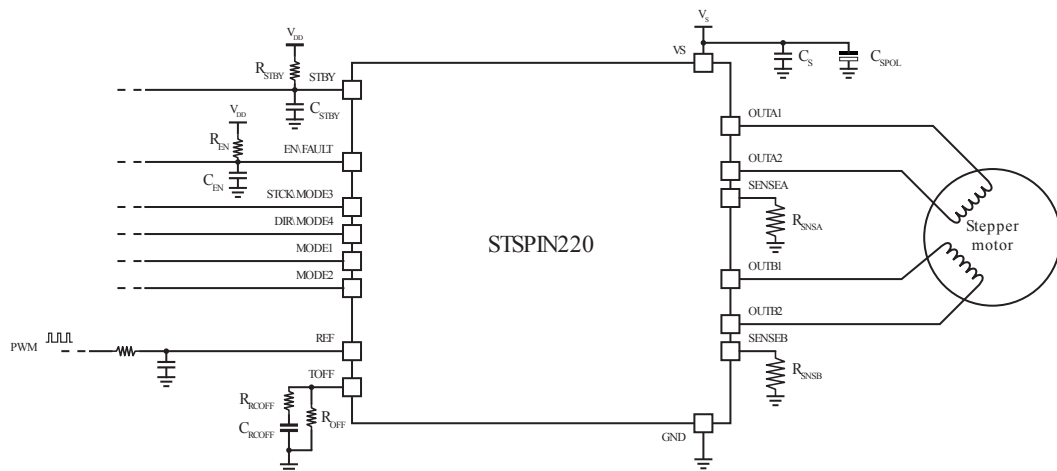 VS
VDD
VS
RSTBY
STBY
CS
CSPOL
CSTBY
VDD
OUTA1
REN
EN\FAULT
OUTA2
CEN
STCK\MODE3
SENSEA
DIR\MODE4
RSNSA
Stepper
motor
STSPIN220
MODE1
OUTB1
MODE2
OUTB2
PWM
REF
SENSEB
TOFF
RSNSB
RRCOFF
ROFF
CRCOFF
GND